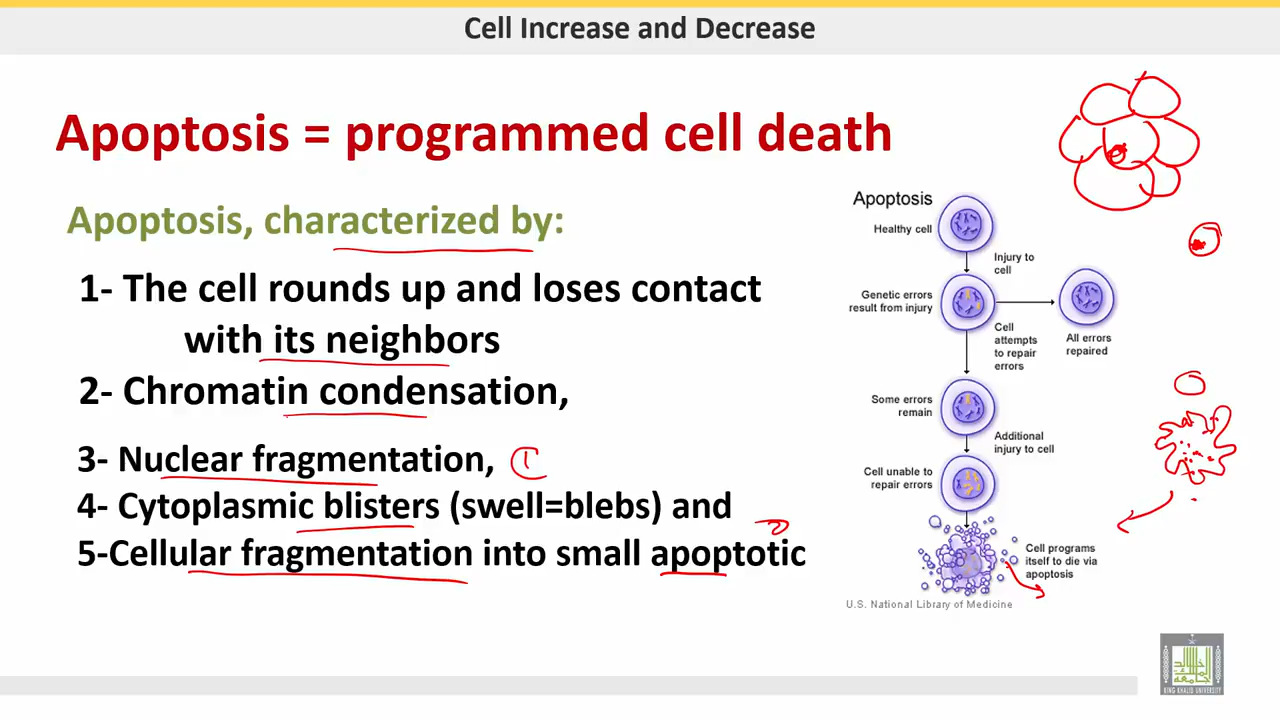 Cell Increase and Decrease
Apoptosis = programmed cell death
Apoptosis, characterized by:
1- The cell rounds up and loses contact
with its neighbors
2- Chromatin condensation,
3- Nuclear fragmentation, 1
4- Cytoplasmic blisters (swell=blebs) and
5-Cellular fragmentation into small apoptotic
Apoptosis
Healthy cell
Injury to
cell
Genetic errors
result from injury
Cell
attempts
to repair
errors
All errors
repaired
Some errors
remain
Additional
injury to cell
Cell unable to
repair errors
Cell programs
itself to die via
apoptosis
U.S. National Library of Medicine
جامعة الملك خالد
KING KHALID UNIVERSITY